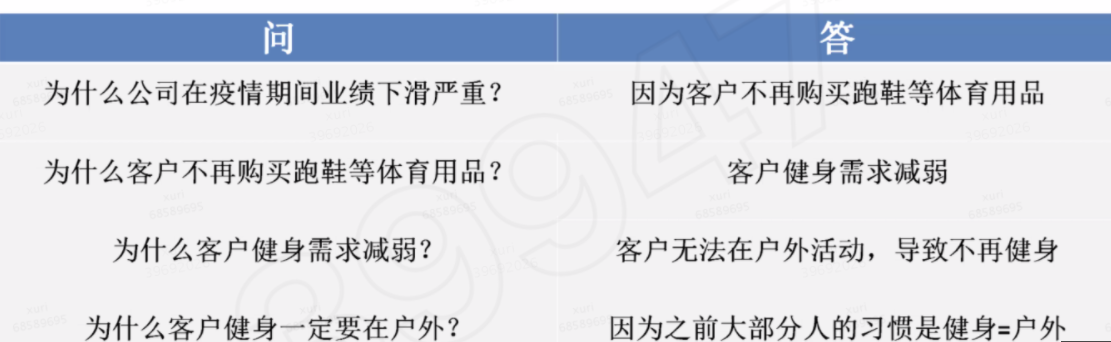 问 答
为什么公司在疫情期间业绩下滑严重？ 因为客户不再购买跑鞋等体育用品
为什么客户不再购买跑鞋等体育用品？ 客户健身需求减弱
为什么客户健身需求减弱？ 客户无法在户外活动，导致不再健身
为什么客户健身一定要在户外？ 因为之前大部分人的习惯是健身=户外